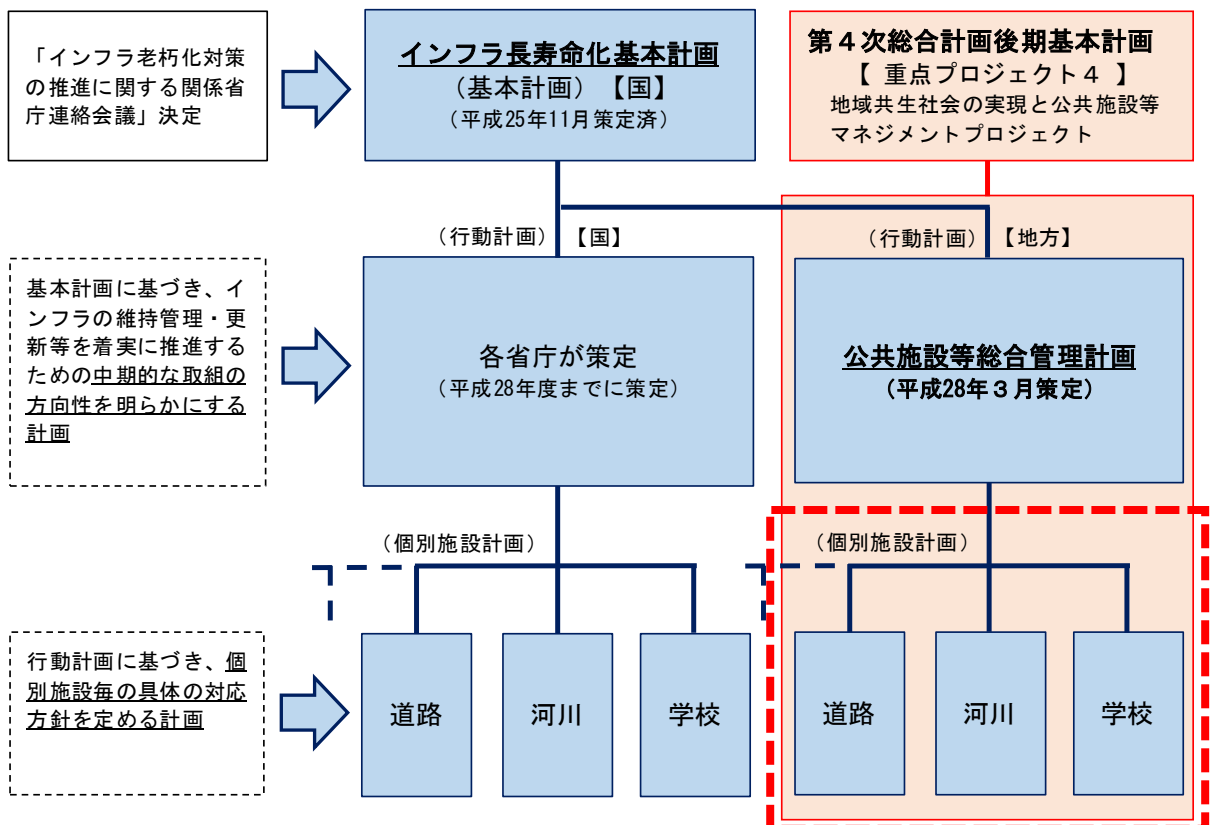 「インフラ老朽化対策
の推進に関する関係省
庁連絡会議」決定
インフラ長寿命化基本計画
(基本計画)【国】
(平成25年11月策定済)
第４次総合計画後期基本計画
【 重点プロジェクト４ 】
地域共生社会の実現と公共施設等
マネジメントプロジェクト
(行動計画)【国】
(行動計画)【地方】
基本計画に基づき、イ
ンフラの維持管理・更
新等を着実に推進する
ための中期的な取組の
方向性を明らかにする
計画
各省庁が策定
(平成28年度までに策定)
公共施設等総合管理計画
(平成28年３月策定)
(個別施設計画)
(個別施設計画)
行動計画に基づき、個
別施設毎の具体の対応
方針を定める計画
道路
河川
学校
道路
河川
学校